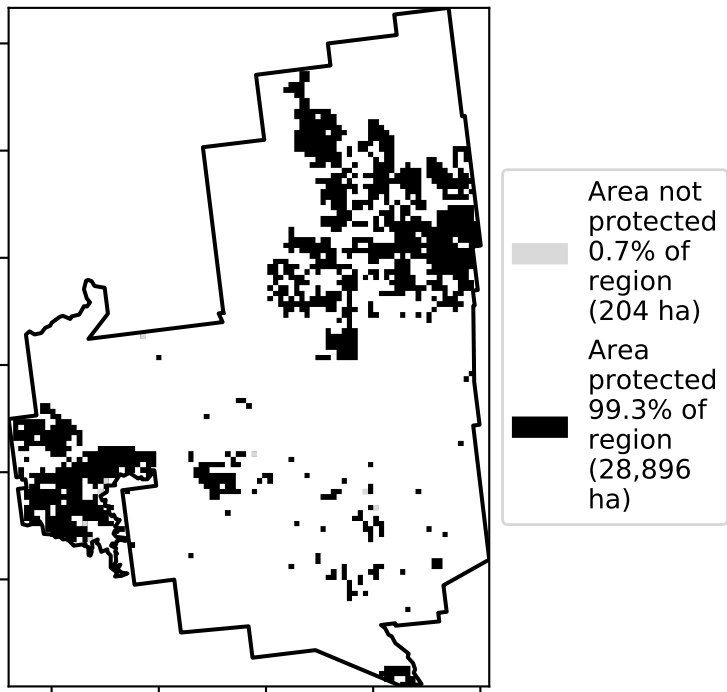 Area not
protected
0.7% of
region
(204 ha)
Area
protected
99.3% of
region
(28,896
ha)